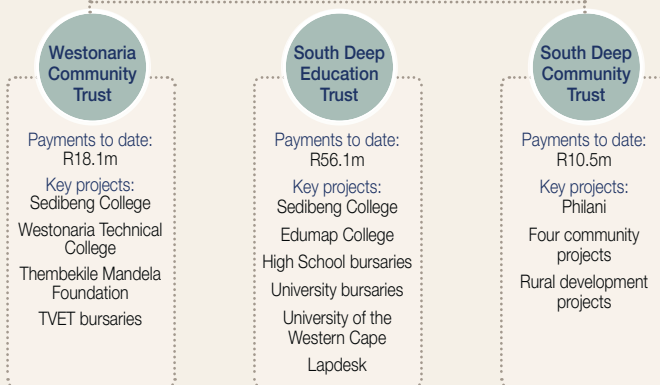 Westonaria
Community
Trust
Payments to date:
R18.1m
Key projects:
Sedibeng College
Westonaria Technical
College
Thembekile Mandela
Foundation
TVET bursaries
South Deep
Education
Trust
Payments to date:
R56.1m
Key projects:
Sedibeng College
Edumap College
High School bursaries
University bursaries
University of the
Western Cape
Lapdesk
South Deep
Community
Trust
Payments to date:
R10.5m
Key projects:
Philani
Four community
projects
Rural development
projects